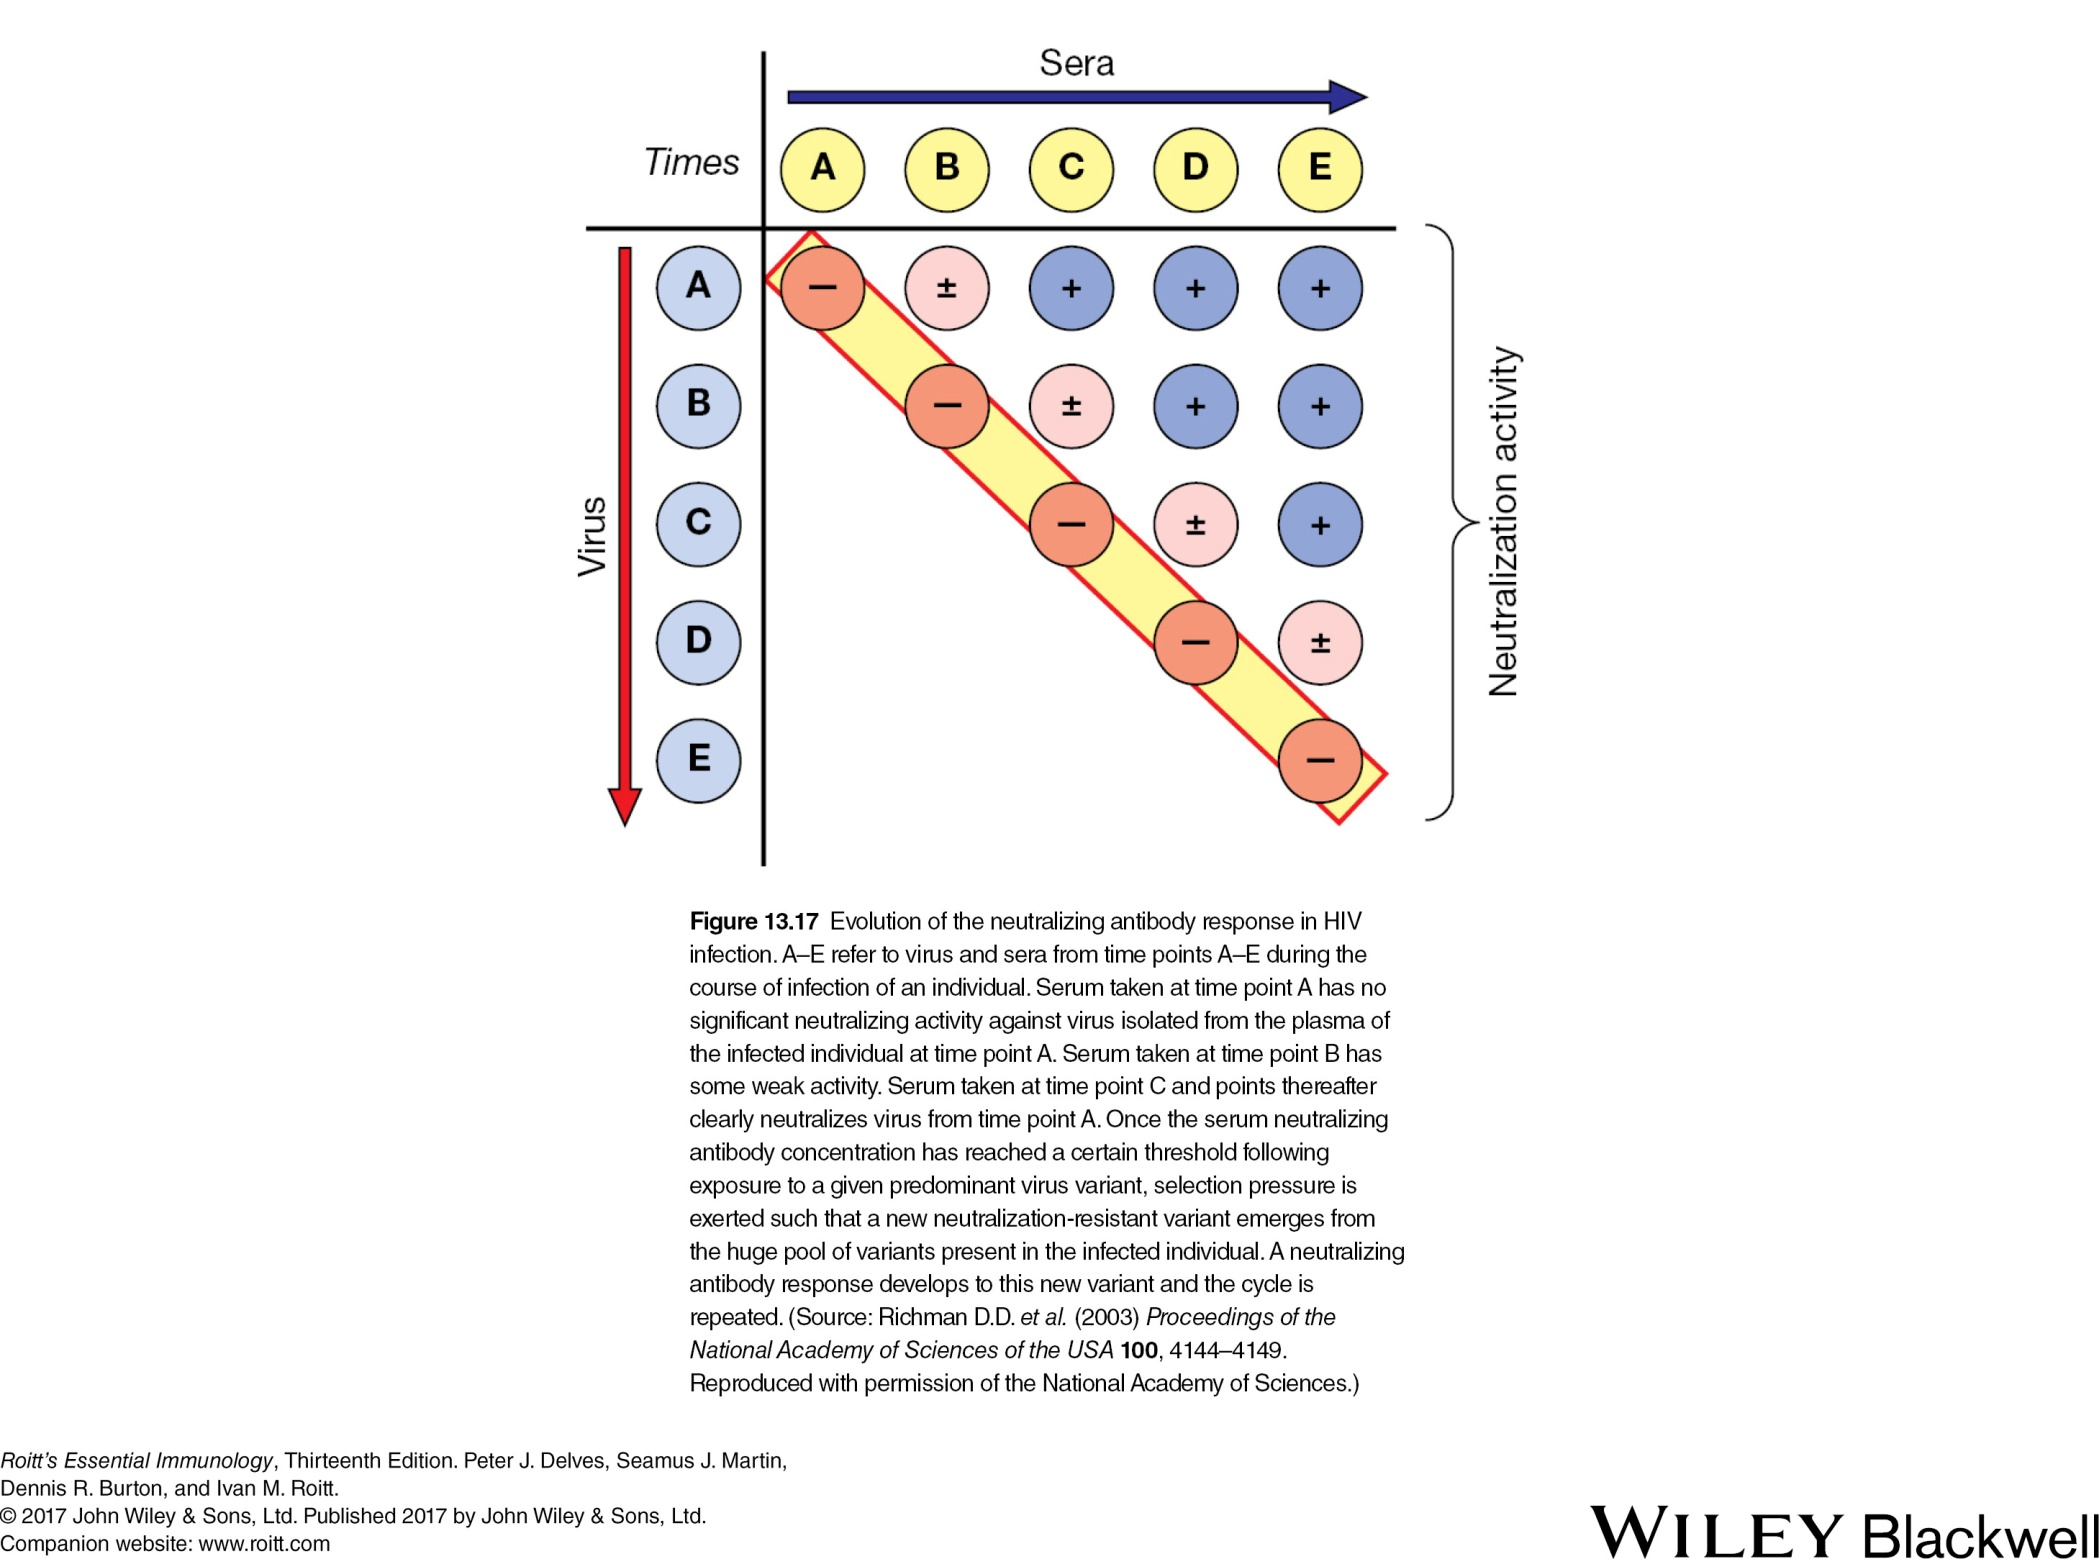 Sera
Times A B C D E
Virus
A — ± + + +
B — ± + +
C — ± +
D — ±
E —
Neutralization activity
Figure 13.17 Evolution of the neutralizing antibody response in HIV
infection. A–E refer to virus and sera from time points A–E during the
course of infection of an individual. Serum taken at time point A has no
significant neutralizing activity against virus isolated from the plasma of
the infected individual at time point A. Serum taken at time point B has
some weak activity. Serum taken at time point C and points thereafter
clearly neutralizes virus from time point A. Once the serum neutralizing
antibody concentration has reached a certain threshold following
exposure to a given predominant virus variant, selection pressure is
exerted such that a new neutralization-resistant variant emerges from
the huge pool of variants present in the infected individual. A neutralizing
antibody response develops to this new variant and the cycle is
repeated. (Source: Richman D.D. et al. (2003) Proceedings of the
National Academy of Sciences of the USA 100, 4144–4149.
Reproduced with permission of the National Academy of Sciences.)
Roitt’s Essential Immunology, Thirteenth Edition. Peter J. Delves, Seamus J. Martin,
Dennis R. Burton, and Ivan M. Roitt.
© 2017 John Wiley & Sons, Ltd. Published 2017 by John Wiley & Sons, Ltd.
Companion website: www.roitt.com
WILEY Blackwell